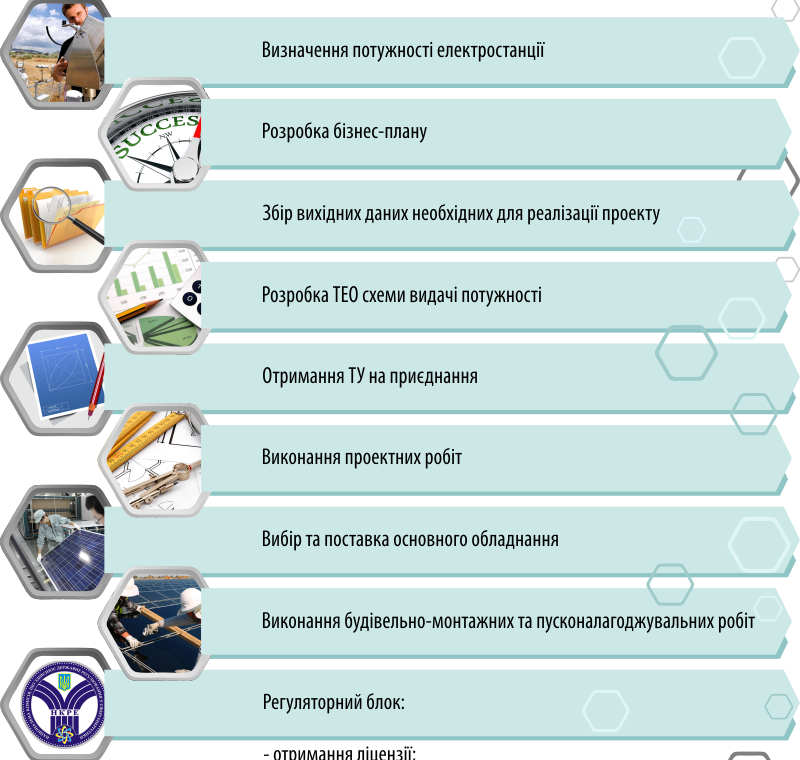 Визначення потужності електростанції
SUCCESS
NW
Розробка бізнес-плану
Збір вихідних даних необхідних для реалізації проекту
Розробка ТЕО схеми видачі потужності
Отримання ТУ на приєднання
Виконання проектних робіт
Вибір та поставка основного обладнання
Виконання будівельно-монтажних та пусконалагоджувальних робіт
НКРЕ
Регуляторний блок:
- отримання ліцензії;